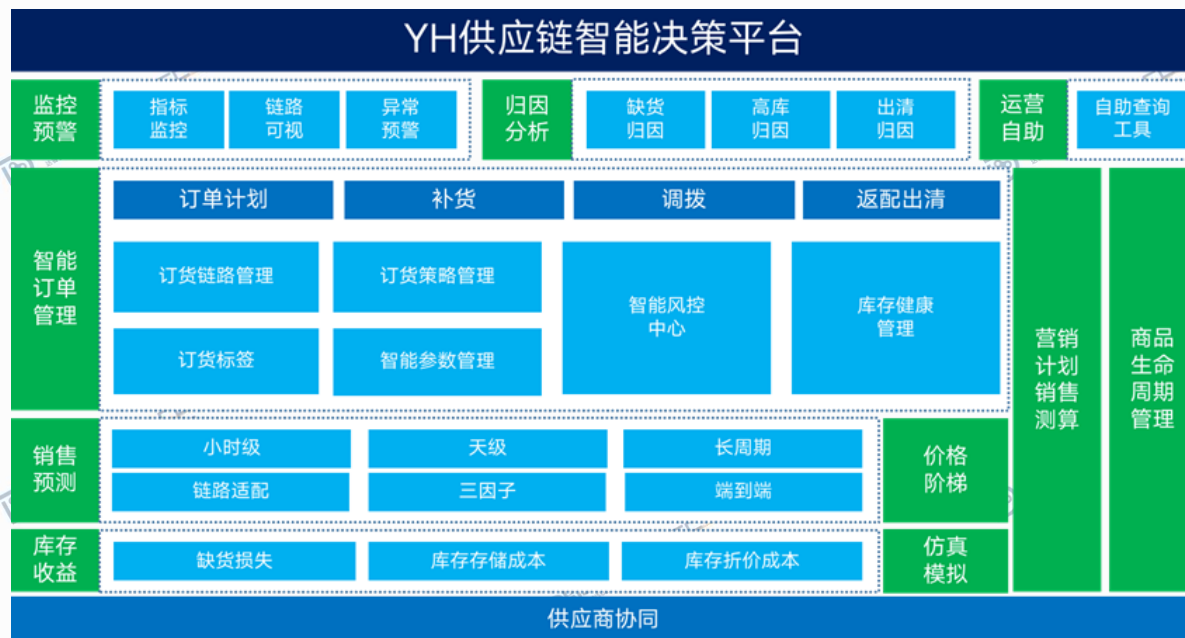 YH供应链智能决策平台
监控
预警
指标
监控
链路
可视
异常
预警
归因
分析
缺货
归因
高库
归因
出清
归因
运营
自助
自助查询
工具
智能
订单
管理
订单计划
补货
调拨
返配出清
订货链路管理
订货策略管理
智能风控
中心
库存健康
管理
订货标签
智能参数管理
营销
计划
销售
测算
商品
生命
周期
管理
销售
预测
小时级
天级
长周期
链路适配
三因子
端到端
价格
阶梯
库存
收益
缺货损失
库存存储成本
库存折价成本
仿真
模拟
供应商协同